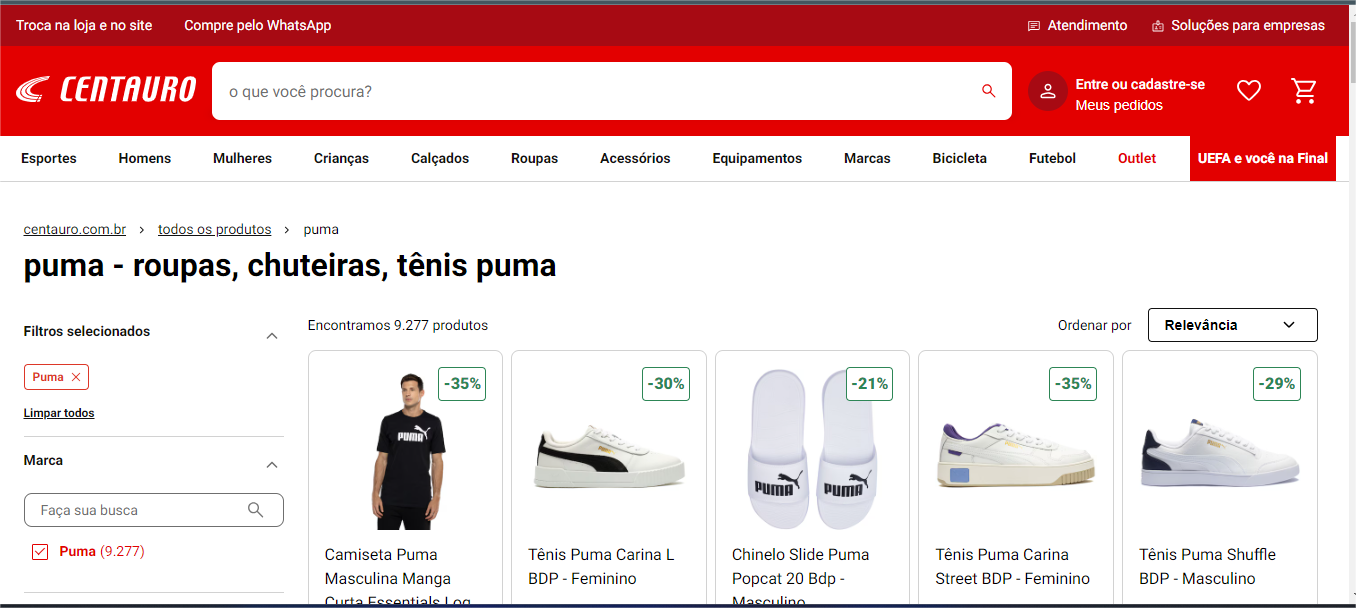 Troca na loja e no site
Compre pelo WhatsApp
Atendimento
Soluções para empresas
CENTAURO
o que você procura?
Entre ou cadastre-se
Meus pedidos
Esportes
Homens
Mulheres
Crianças
Calçados
Roupas
Acessórios
Equipamentos
Marcas
Bicicleta
Futebol
Outlet
UEFA e você na Final
centauro.com.br > todos os produtos > puma
puma - roupas, chuteiras, tênis puma
Filtros selecionados
Puma
Limpar todos
Marca
Faça sua busca
Puma (9.277)
Encontramos 9.277 produtos
Ordenar por
Relevância
-35%
PUMA
Camiseta Puma
Masculina Manga
Curta Essentials Log
-30%
Tênis Puma Carina L
BDP - Feminino
-21%
PUMA
PUMA
Chinelo Slide Puma
Popcat 20 Bdp -
Masculino
-35%
Tênis Puma Carina
Street BDP - Feminino
-29%
Tênis Puma Shuffle
BDP - Masculino